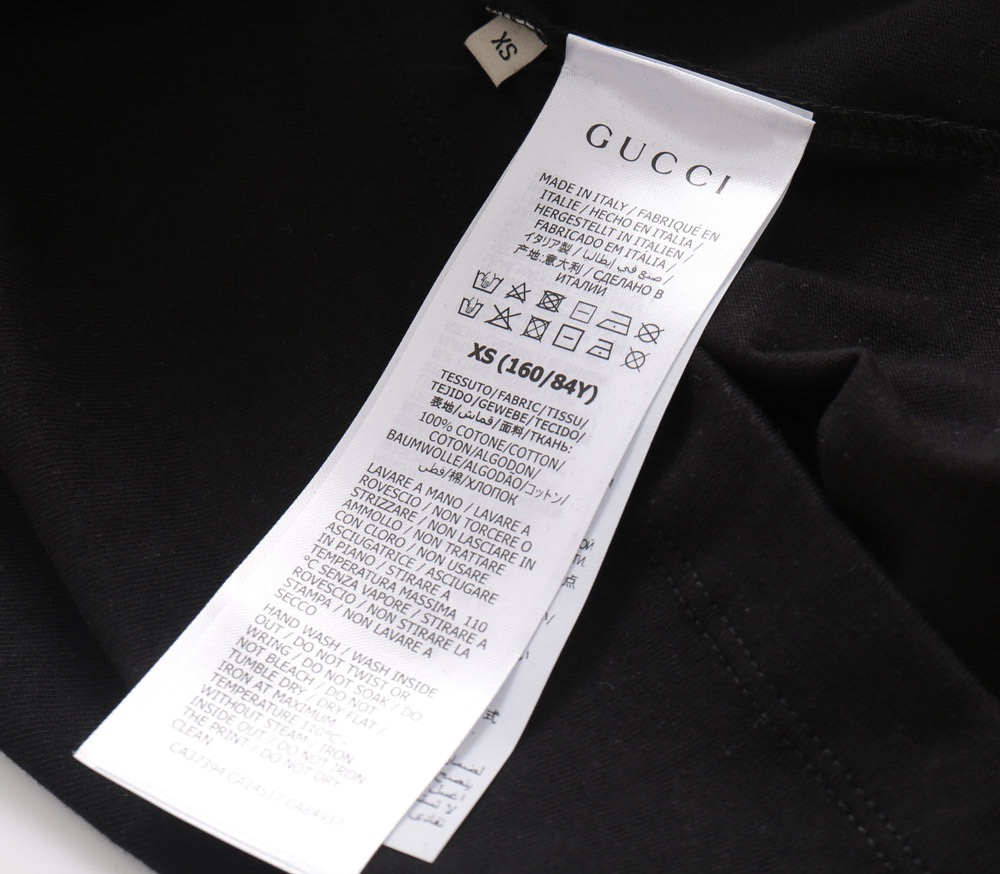 XS
GUCCI
MADE IN ITALY / FABRIQUÉ EN
ITALIE / HECHO EN ITALIA /
HERGESTELLT IN ITALIEN /
FABRICADO EM ITALIA /
イタリア製 / صنع في إيطاليا /
产地:意大利 / СДЕЛАНО В
ИТАЛИИ
XS (160/84Y)
TESSUTO/FABRIC/TISSU/
TEJIDO/GEWEBE/TECIDO/
表地/قماش/面料/ТКАНЬ:
100% COTONE/COTTON/
COTON/ALGODON/
BAUMWOLLE/ALGODÃO/コットン/
قطن/棉/ХЛОПОК
LAVARE A MANO / LAVARE A
ROVESCIO / NON TORCERE O
STRIZZARE / NON LASCIARE IN
AMMOLLO / NON TRATTARE
CON CLORO / NON USARE
ASCIUGATRICE / ASCIUGARE
IN PIANO / STIRARE A
TEMPERATURA MASSIMA 110
°C SENZA VAPORE / STIRARE A
ROVESCIO / NON STIRARE LA
STAMPA / NON LAVARE A
SECCO
HAND WASH / WASH INSIDE
OUT / DO NOT TWIST OR
WRING / DO NOT SOAK / DO
NOT BLEACH / DO NOT
TUMBLE DRY / DRY FLAT /
IRON AT MAXIMUM
TEMPERATURE 110°C
WITHOUT STEAM / IRON
INSIDE OUT / DO NOT IRON
THE PRINT / DO NOT DRY
CLEAN
CA37394 CA14517
点
式